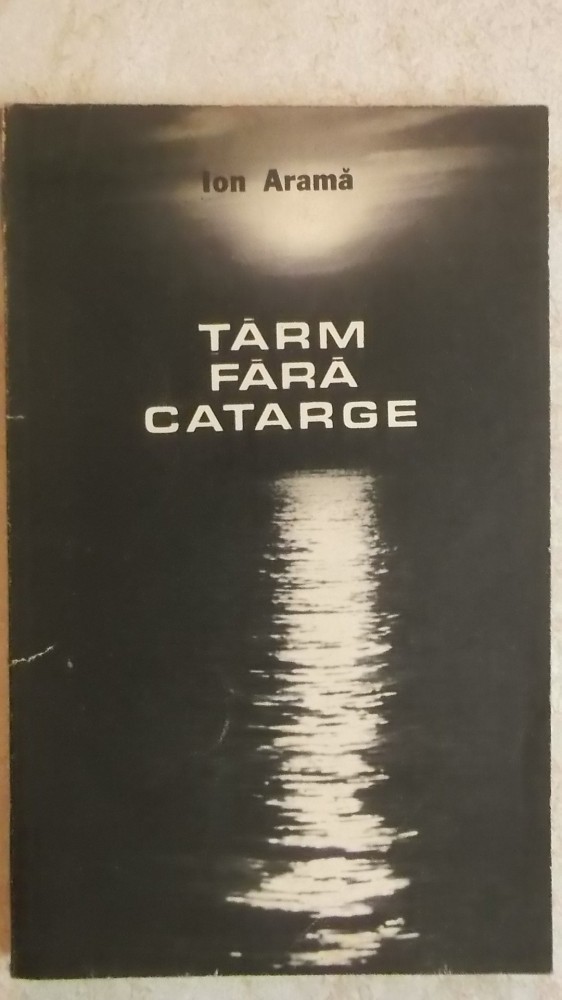 Ion Aramă
ȚĂRM
FĂRĂ
CATARGE